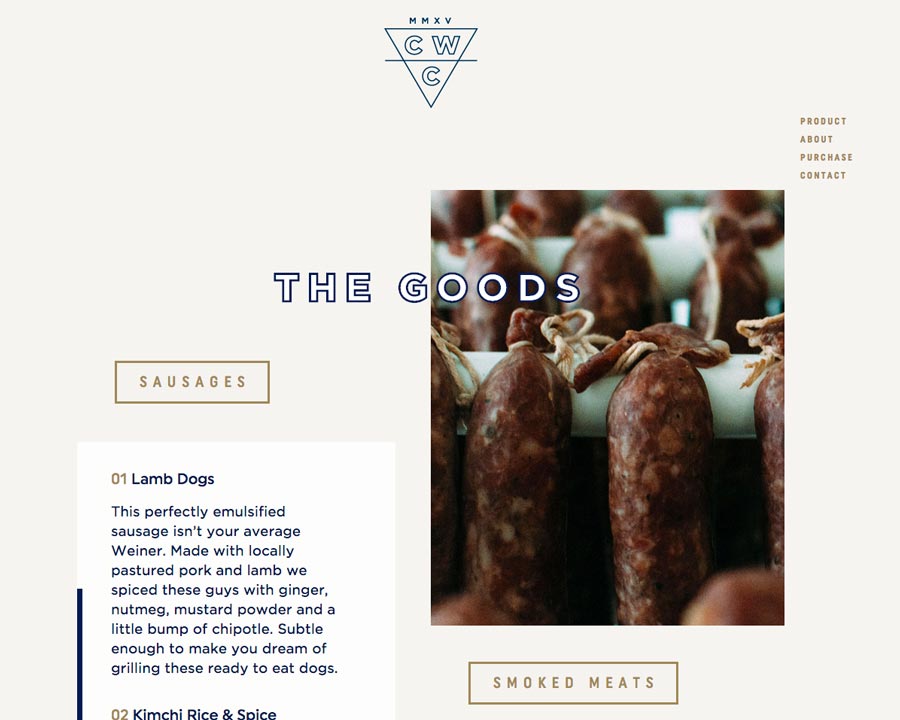 MMXV
CW
C
PRODUCT
ABOUT
PURCHASE
CONTACT
THE GOODS
SAUSAGES
01 Lamb Dogs
This perfectly emulsified
sausage isn't your average
Weiner. Made with locally
pastured pork and lamb we
spiced these guys with ginger,
nutmeg, mustard powder and a
little bump of chipotle. Subtle
enough to make you dream of
grilling these ready to eat dogs.
02 Kimchi Rice & Spice
SMOKED MEATS